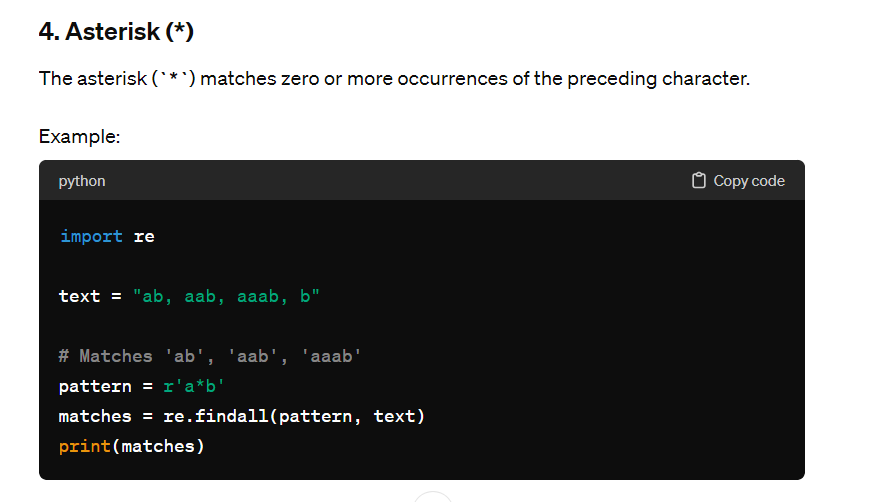 4. Asterisk (*)
The asterisk (`*`) matches zero or more occurrences of the preceding character.
Example:
python
Copy code
import re
text = "ab, aab, aaab, b"
# Matches 'ab', 'aab', 'aaab'
pattern = r'a*b'
matches = re.findall(pattern, text)
print(matches)